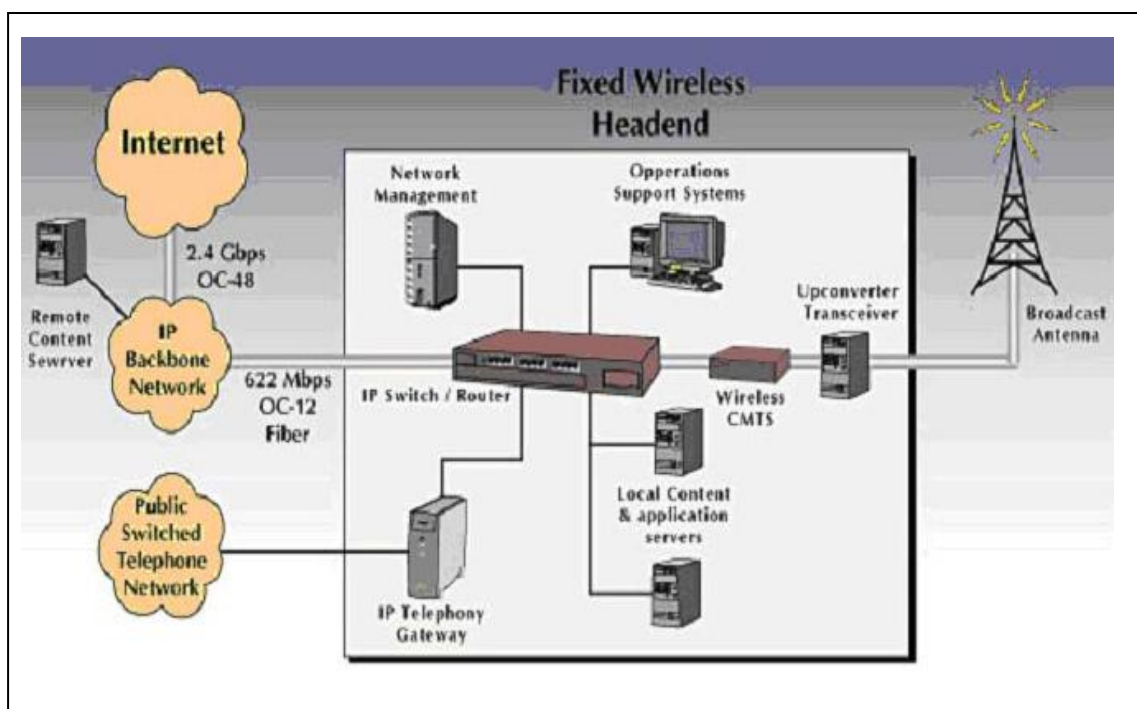 Fixed Wireless
Headend
Internet
Network
Management
Opperations
Support Systems
2.4 Gbps
OC-48
Upconverter
Transceiver
Remote
Content
Sewrver
IP
Backbone
Network
Broadcast
Antenna
622 Mbps
OC-12
Fiber
IP Switch / Router
Wireless
CMTS
Public
Switched
Telephone
Network
Local Content
& application
servers
IP Telephony
Gateway